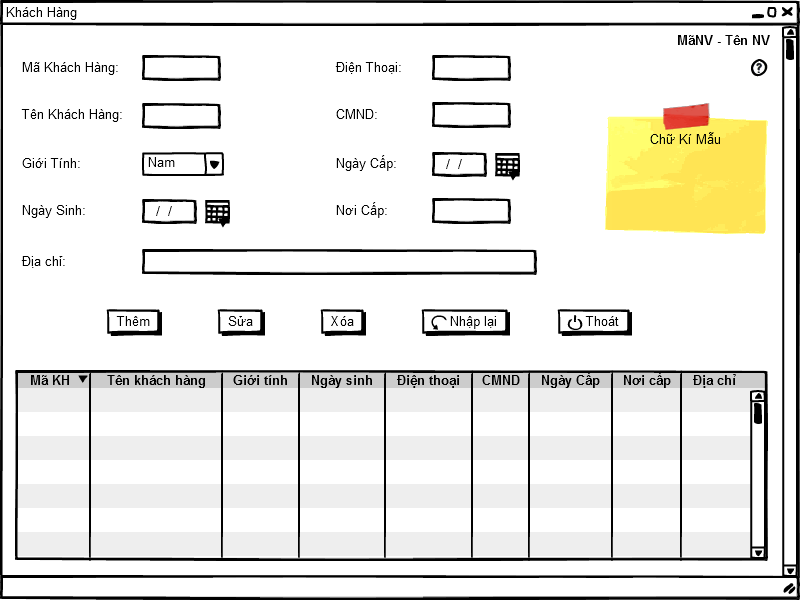 Khách Hàng
MãNV - Tên NV
Mã Khách Hàng:
Điện Thoại:
?
Tên Khách Hàng:
CMND:
Chữ Kí Mẫu
Giới Tính:
Nam
Ngày Cấp:
/ /
Ngày Sinh:
/ /
Nơi Cấp:
Địa chỉ:
Thêm
Sửa
Xóa
Nhập lại
Thoát
Mã KH Tên khách hàng Giới tính Ngày sinh Điện thoại CMND Ngày Cấp Nơi cấp Địa chỉ